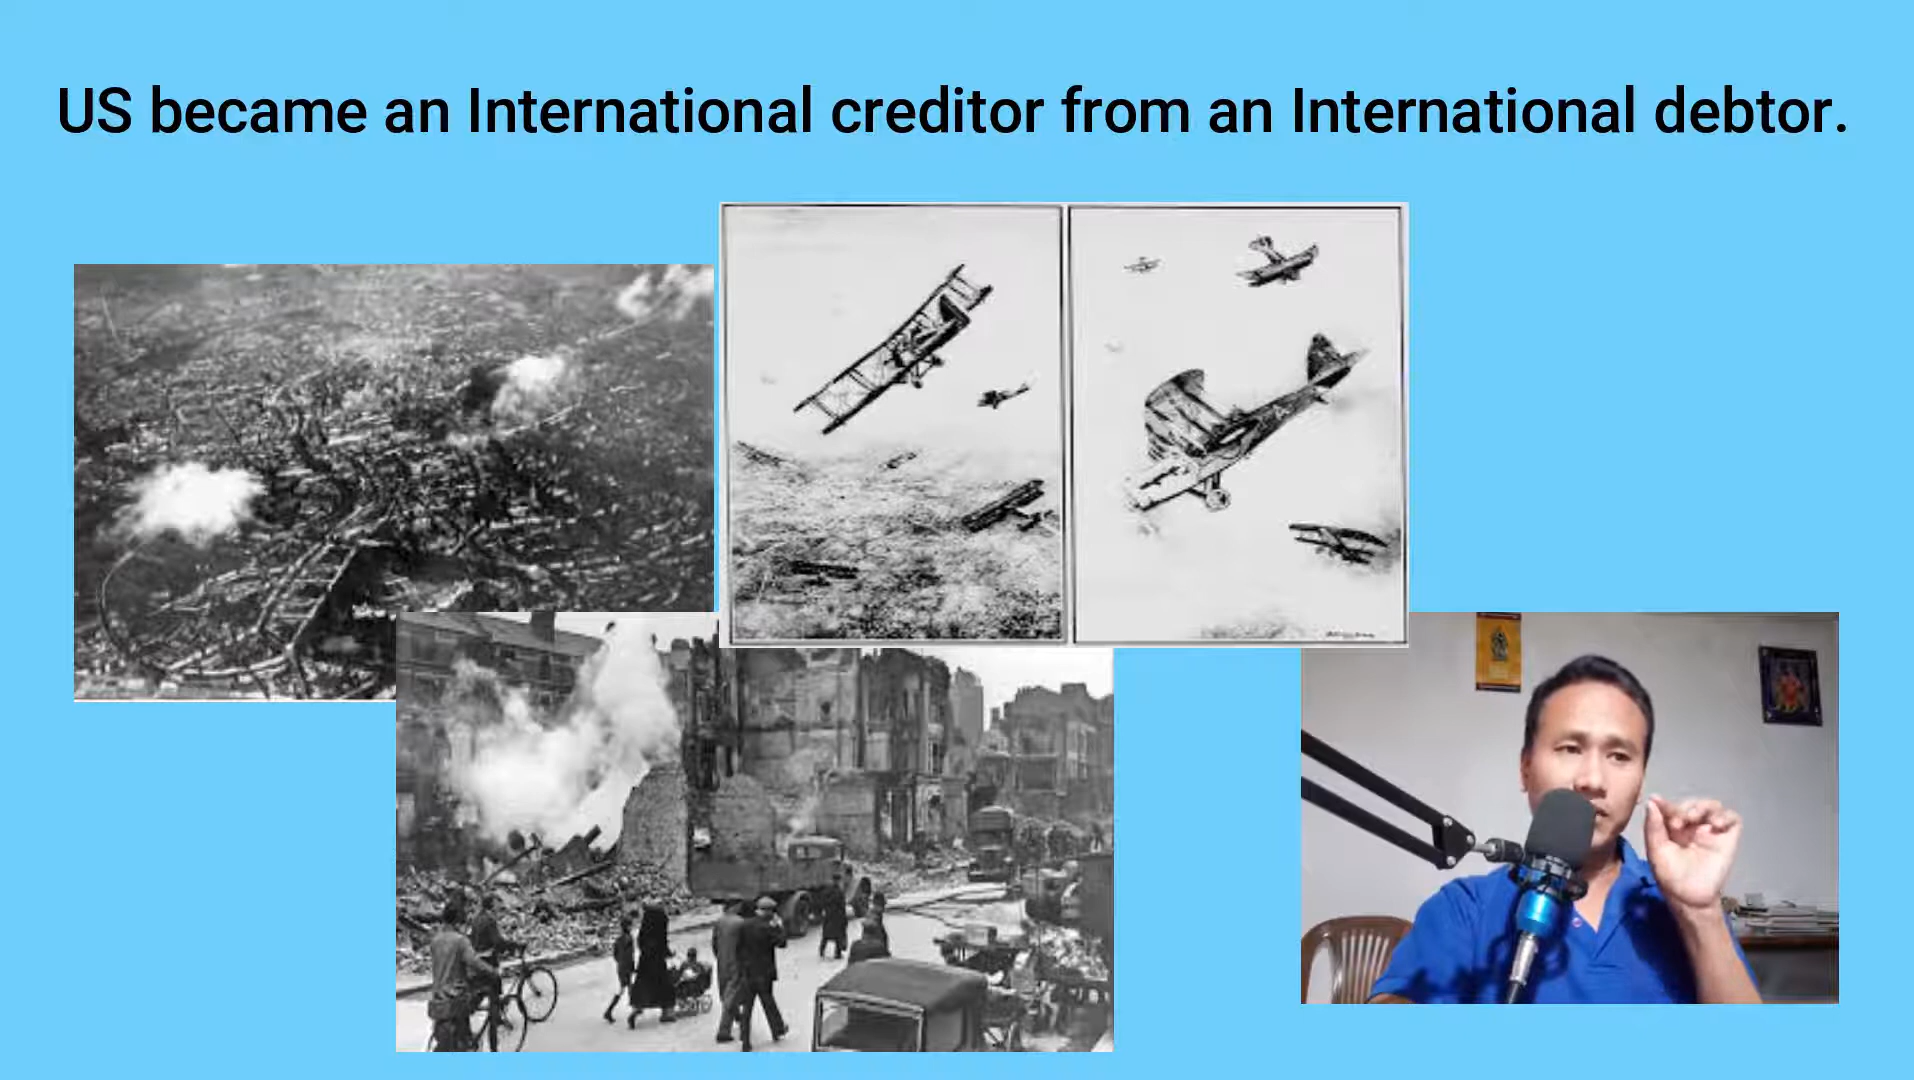 US became an International creditor from an International debtor.